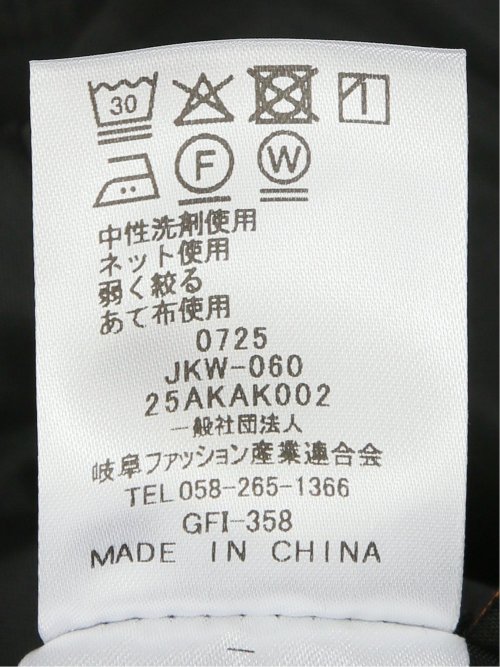 30
F W
中性洗剤使用
ネット使用
弱く絞る
あて布使用
0725
JKW-060
25AKAK002
一般社団法人
岐阜ファッション産業連合会
TEL 058-265-1366
GFI-358
MADE IN CHINA